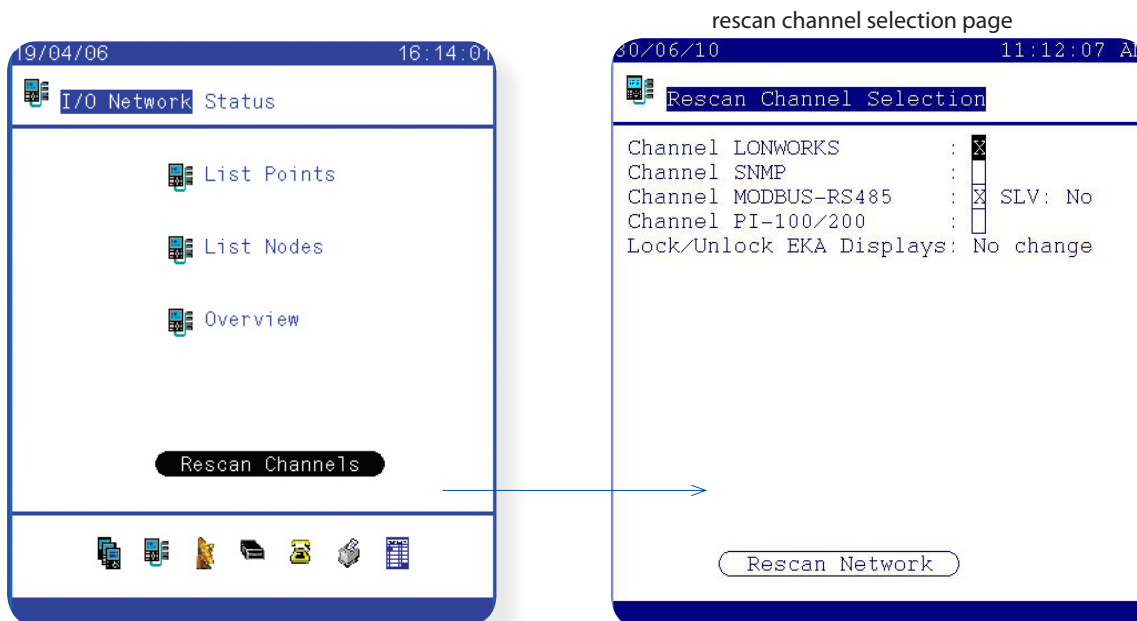 rescan channel selection page
19/04/06 16:14:01
I/O Network Status
List Points
List Nodes
Overview
Rescan Channels
30/06/10 11:12:07 AM
Rescan Channel Selection
Channel LONWORKS : X
Channel SNMP :
Channel MODBUS-RS485 : X SLV: No
Channel PI-100/200 :
Lock/Unlock EKA Displays: No change
Rescan Network